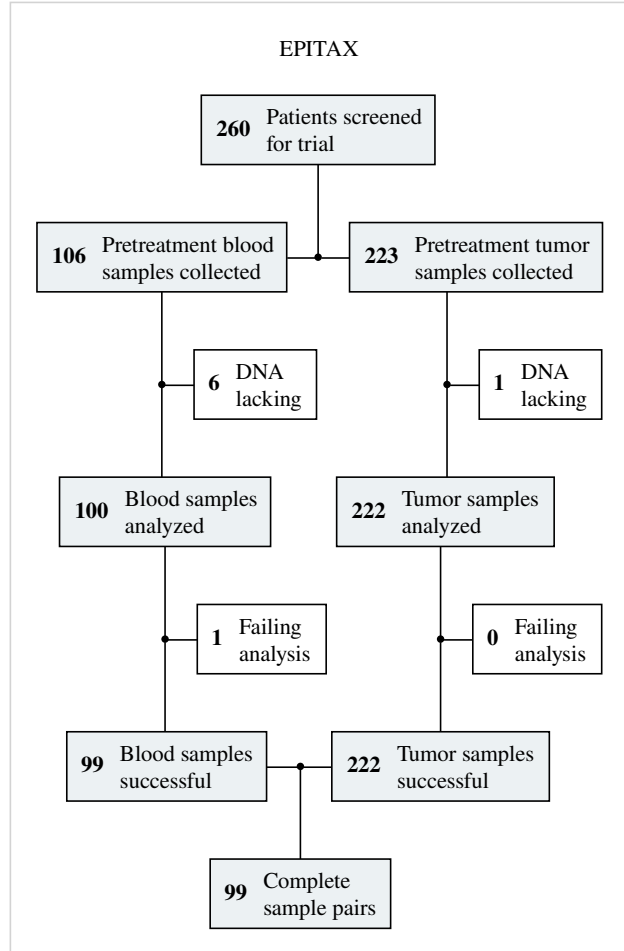 EPITAX
260 Patients screened
for trial
106 Pretreatment blood
samples collected
223 Pretreatment tumor
samples collected
6 DNA
lacking
1 DNA
lacking
100 Blood samples
analyzed
222 Tumor samples
analyzed
1 Failing
analysis
0 Failing
analysis
99 Blood samples
successful
222 Tumor samples
successful
99 Complete
sample pairs